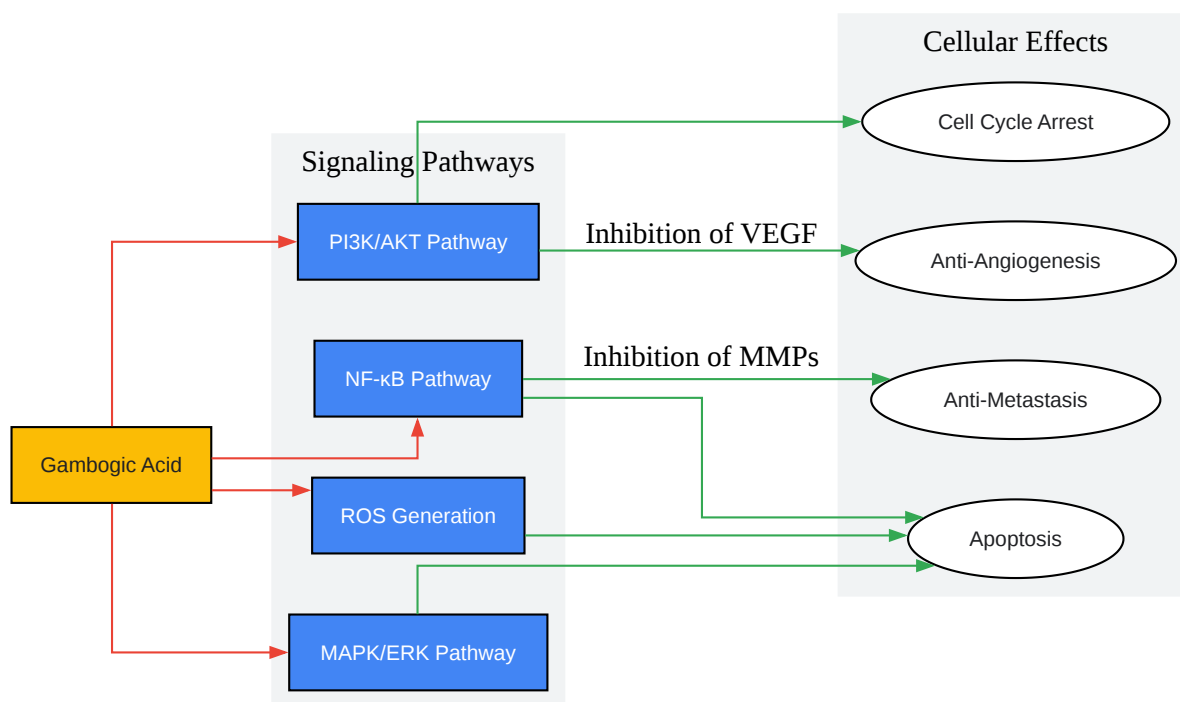 Cellular Effects
Cell Cycle Arrest
Signaling Pathways
PI3K/AKT Pathway
Inhibition of VEGF
Anti-Angiogenesis
NF-κB Pathway
Inhibition of MMPs
Anti-Metastasis
Gambogic Acid
ROS Generation
Apoptosis
MAPK/ERK Pathway